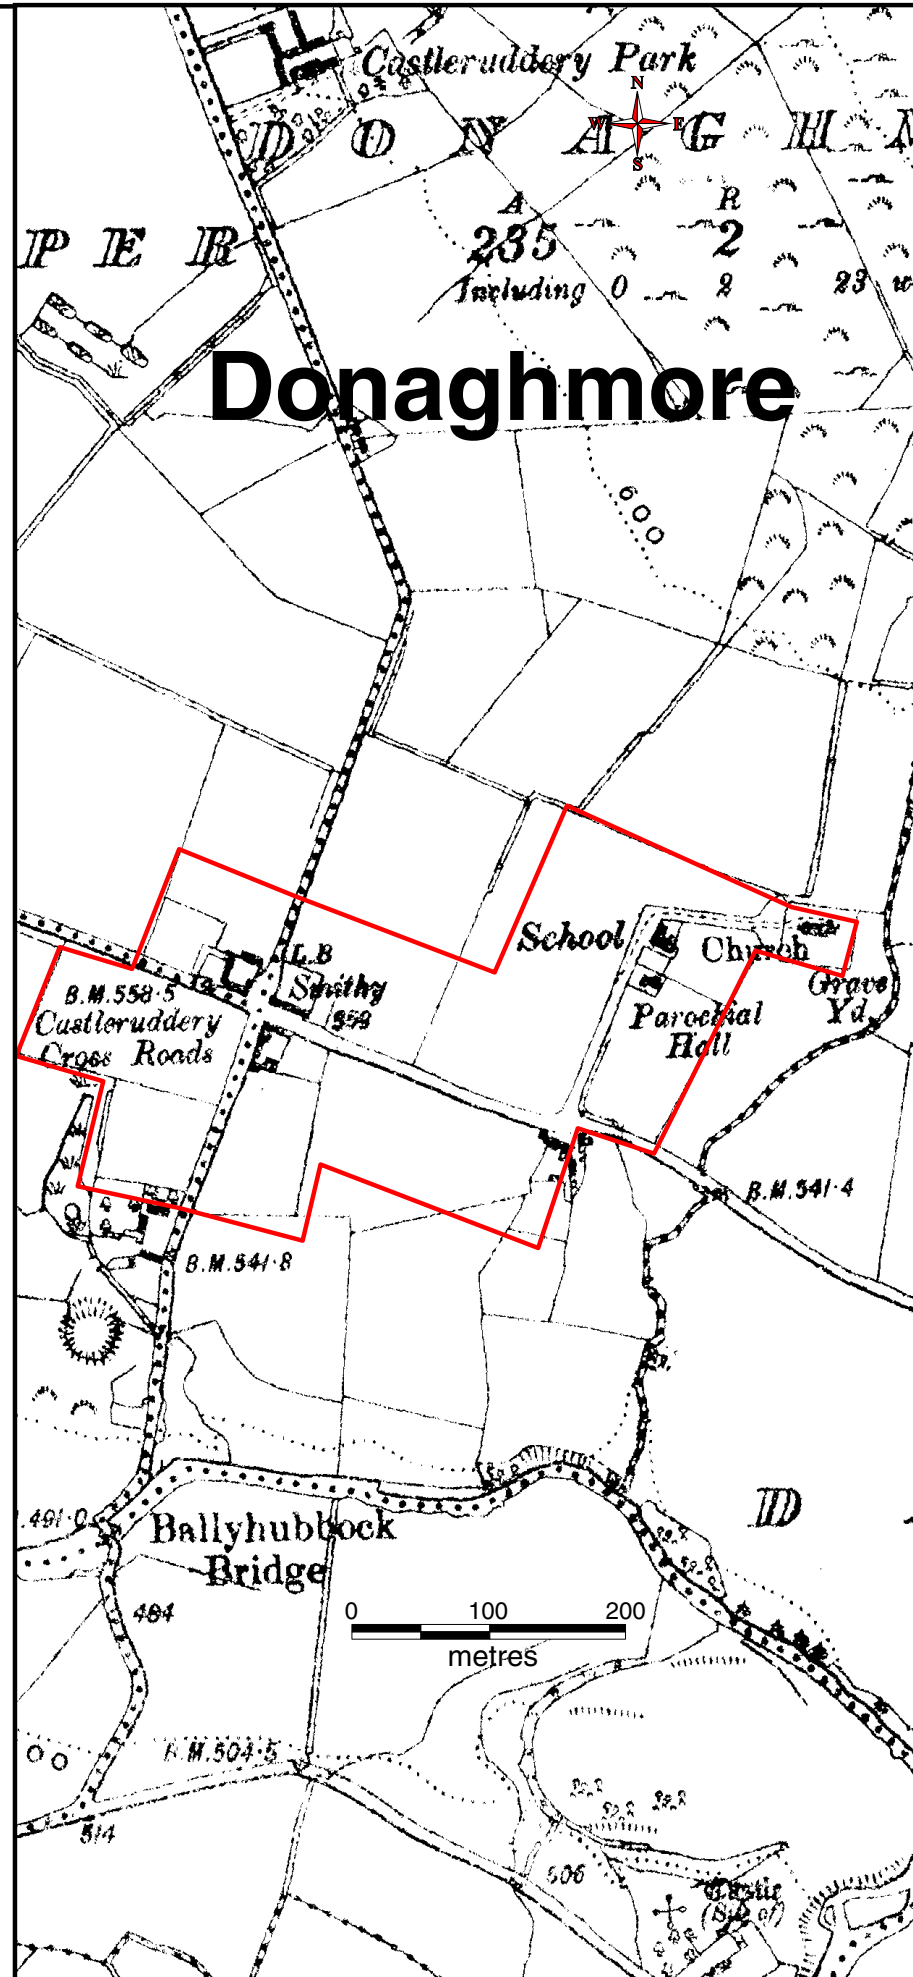 Castleruddery Park
N
W E
S
D O N A G H M
A R
235 2
Including 0 2 23 w
P E R
Donaghmore
600
School
Church
L.B
Smithy
559
B.M.558·5
Castleruddery
Cross Roads
Grave
Yd.
Parochial
Hall
B.M.541·4
B.M.541·8
D
491·0
Ballyhubbock
Bridge
484
0 100 200
metres
B.M.504·5
514
506
Castle
(Site of)